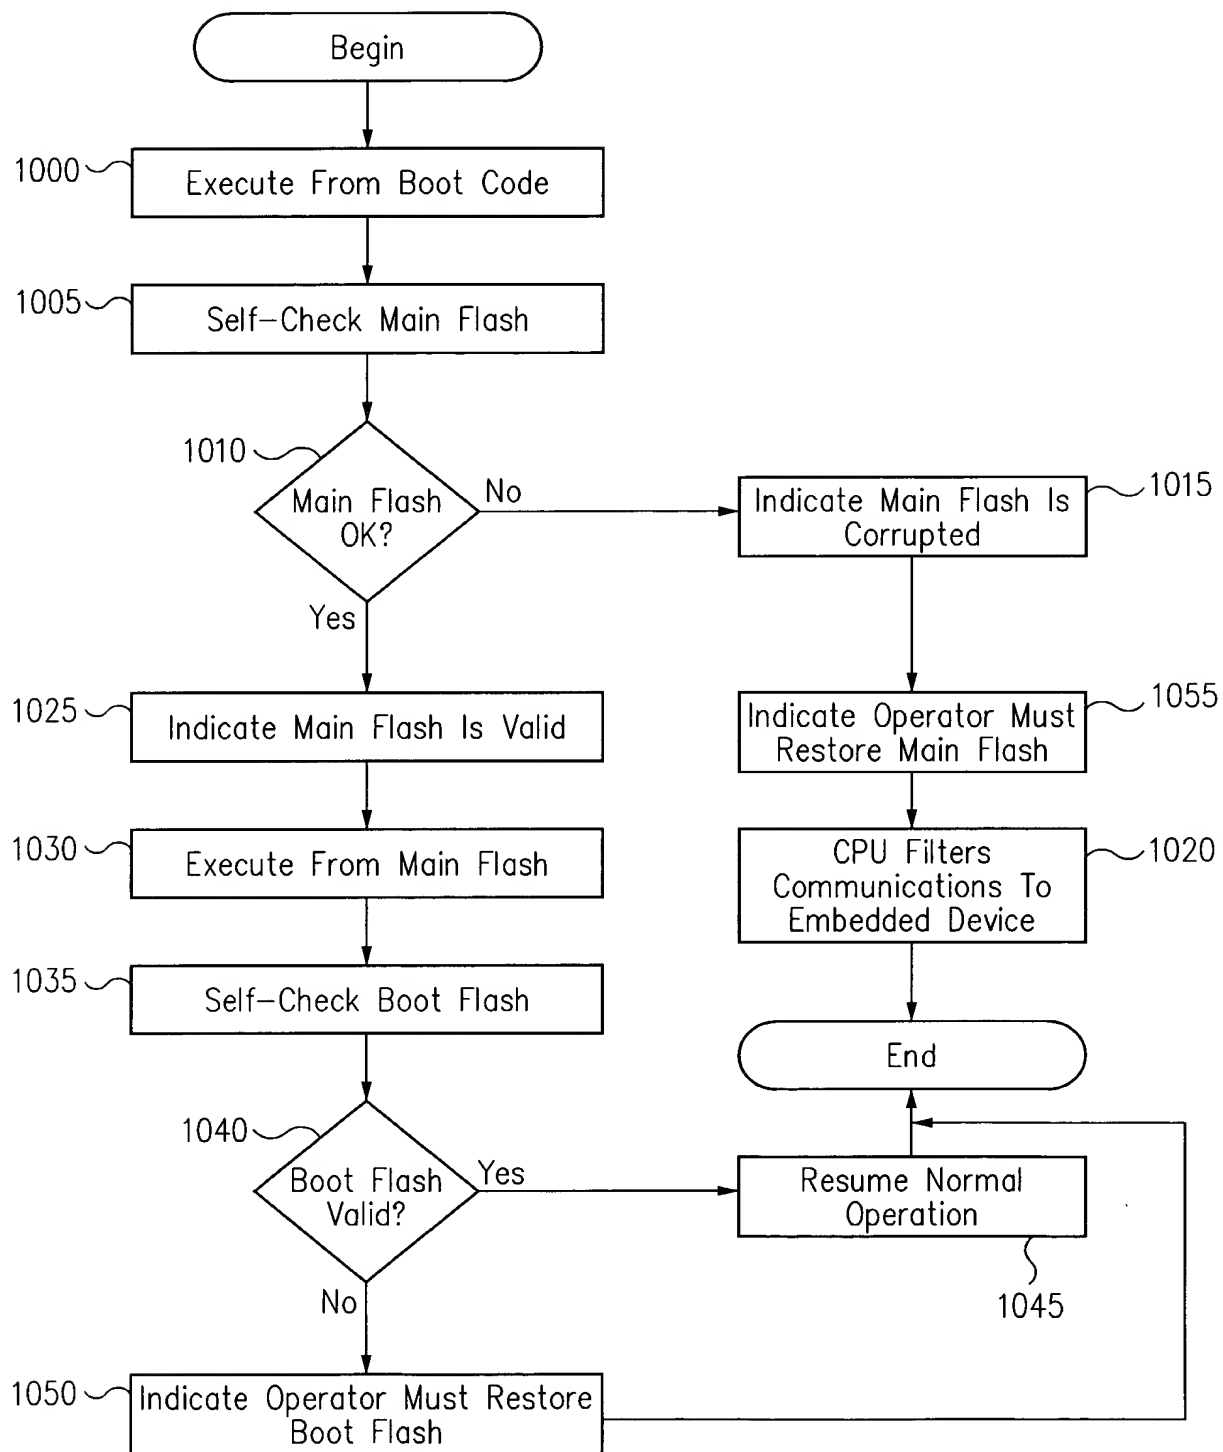 Begin
1000
Execute From Boot Code
1005
Self-Check Main Flash
1010
Main Flash
OK?
No
Yes
Indicate Main Flash Is
Corrupted
1015
1025
Indicate Main Flash Is Valid
Indicate Operator Must
Restore Main Flash
1055
1030
Execute From Main Flash
CPU Filters
Communications To
Embedded Device
1020
1035
Self-Check Boot Flash
End
1040
Boot Flash
Valid?
Yes
No
Resume Normal
Operation
1045
1050
Indicate Operator Must Restore
Boot Flash